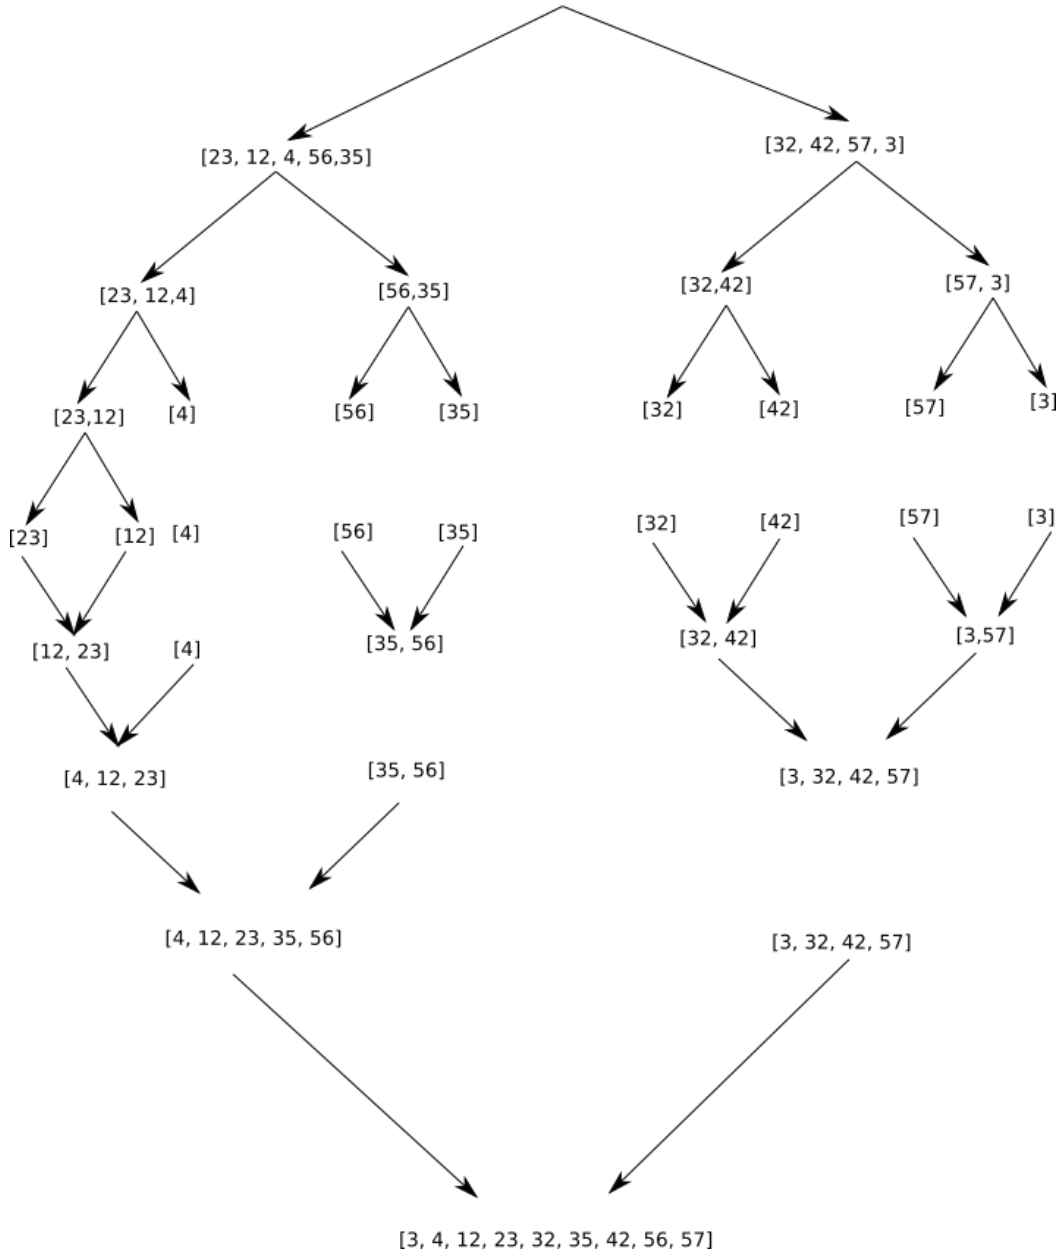 [23, 12, 4, 56,35] [32, 42, 57, 3]
[23, 12,4] [56,35] [32,42] [57, 3]
[23,12] [4] [56] [35] [32] [42] [57] [3]
[23] [12] [4] [56] [35] [32] [42] [57] [3]
[12, 23] [4] [35, 56] [32, 42] [3,57]
[4, 12, 23] [35, 56] [3, 32, 42, 57]
[4, 12, 23, 35, 56] [3, 32, 42, 57]
[3, 4, 12, 23, 32, 35, 42, 56, 57]